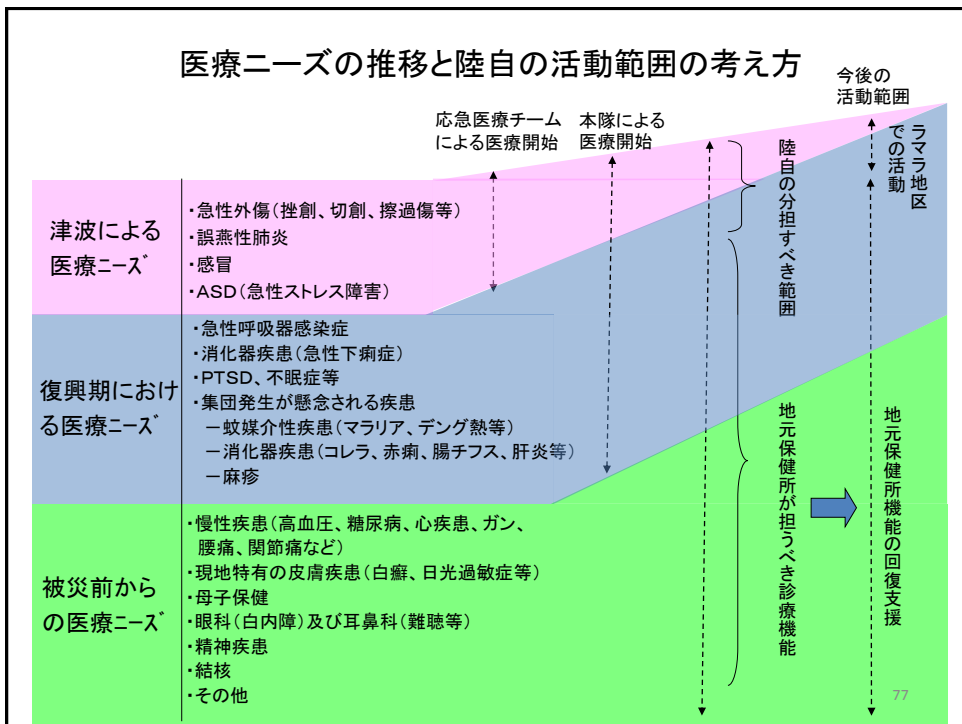 医療ニーズの推移と陸自の活動範囲の考え方
今後の
活動範囲
応急医療チーム
による医療開始
本隊による
医療開始
ラマラ地区
での活動
陸自の分担すべき範囲
津波による
医療ニーズ
・急性外傷(挫創、切創、擦過傷等)
・誤燕性肺炎
・感冒
・ASD(急性ストレス障害)
復興期におけ
る医療ニーズ
・急性呼吸器感染症
・消化器疾患(急性下痢症)
・PTSD、不眠症等
・集団発生が懸念される疾患
－蚊媒介性疾患(マラリア、デング熱等)
－消化器疾患(コレラ、赤痢、腸チフス、肝炎等)
－麻疹
地元保健所が担うべき診療機能
地元保健所機能の回復支援
被災前から
の医療ニーズ
・慢性疾患(高血圧、糖尿病、心疾患、ガン、
腰痛、関節痛など)
・現地特有の皮膚疾患(白癬、日光過敏症等)
・母子保健
・眼科(白内障)及び耳鼻科(難聴等)
・精神疾患
・結核
・その他
77